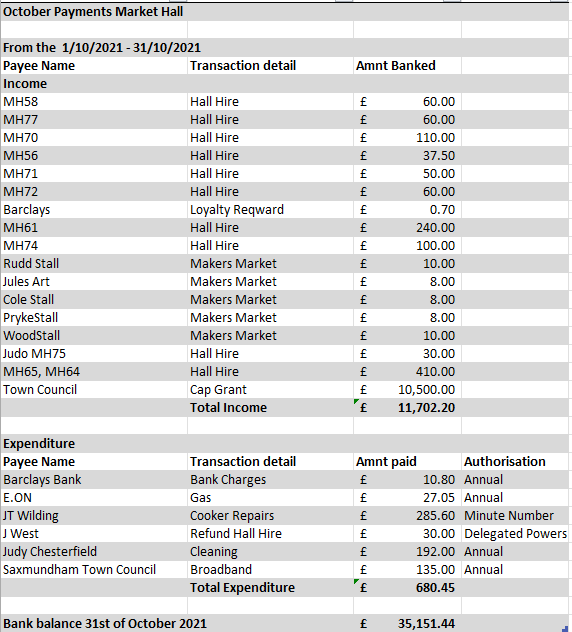 October Payments Market Hall
From the 1/10/2021 - 31/10/2021
Payee Name Transaction detail Amnt Banked
Income
MH58 Hall Hire £ 60.00
MH77 Hall Hire £ 60.00
MH70 Hall Hire £ 110.00
MH56 Hall Hire £ 37.50
MH71 Hall Hire £ 50.00
MH72 Hall Hire £ 60.00
Barclays Loyalty Reqward £ 0.70
MH61 Hall Hire £ 240.00
MH74 Hall Hire £ 100.00
Rudd Stall Makers Market £ 10.00
Jules Art Makers Market £ 8.00
Cole Stall Makers Market £ 8.00
PrykeStall Makers Market £ 8.00
WoodStall Makers Market £ 10.00
Judo MH75 Hall Hire £ 30.00
MH65, MH64 Hall Hire £ 410.00
Town Council Cap Grant £ 10,500.00
Total Income £ 11,702.20
Expenditure
Payee Name Transaction detail Amnt paid Authorisation
Barclays Bank Bank Charges £ 10.80 Annual
E.ON Gas £ 27.05 Annual
JT Wilding Cooker Repairs £ 285.60 Minute Number
J West Refund Hall Hire £ 30.00 Delegated Powers
Judy Chesterfield Cleaning £ 192.00 Annual
Saxmundham Town Council Broadband £ 135.00 Annual
Total Expenditure £ 680.45
Bank balance 31st of October 2021 £ 35,151.44